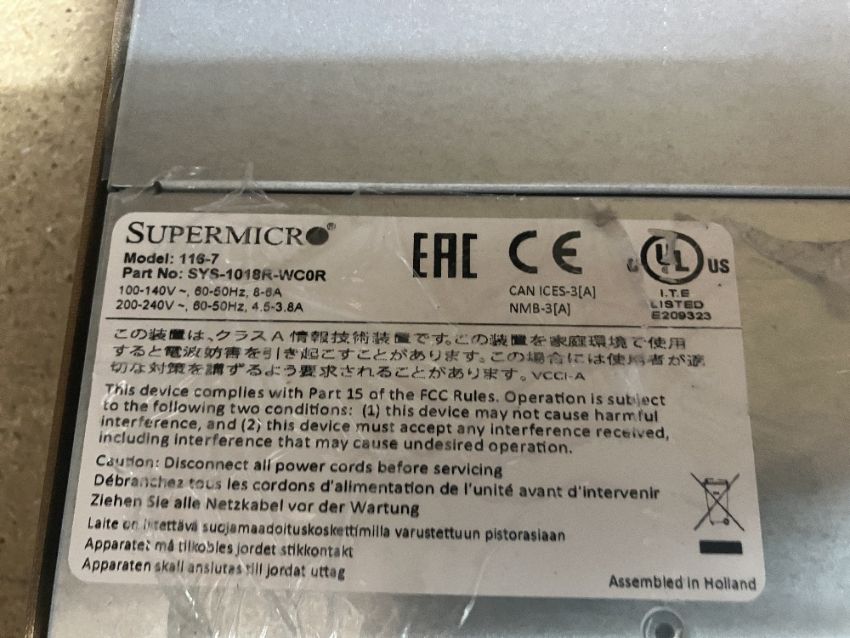 SUPERMICRO®
Model: 116-7
Part No: SYS-1018R-WC0R
100-140V ~, 60-50Hz, 8-6A
200-240V ~, 60-50Hz, 4.5-3.8A
EAC CE
CAN ICES-3[A]
NMB-3[A]
C UL US
I.T.E
LISTED
E209323
この装置は、クラスA情報技術装置です。この装置を家庭環境で使用
すると電波妨害を引き起こすことがあります。この場合には使用者が適
切な対策を講ずるよう要求されることがあります。VCCI-A
This device complies with Part 15 of the FCC Rules. Operation is subject
to the following two conditions: (1) this device may not cause harmful
interference, and (2) this device must accept any interference received,
including interference that may cause undesired operation.
Caution: Disconnect all power cords before servicing
Débranchez tous les cordons d'alimentation de l'unité avant d'intervenir
Ziehen Sie alle Netzkabel vor der Wartung
Laite on liitettävä suojamaadoituskoskettimilla varustettuun pistorasiaan
Apparatet må tilkobles jordet stikkontakt
Apparaten skall anslutas till jordat uttag
Assembled in Holland